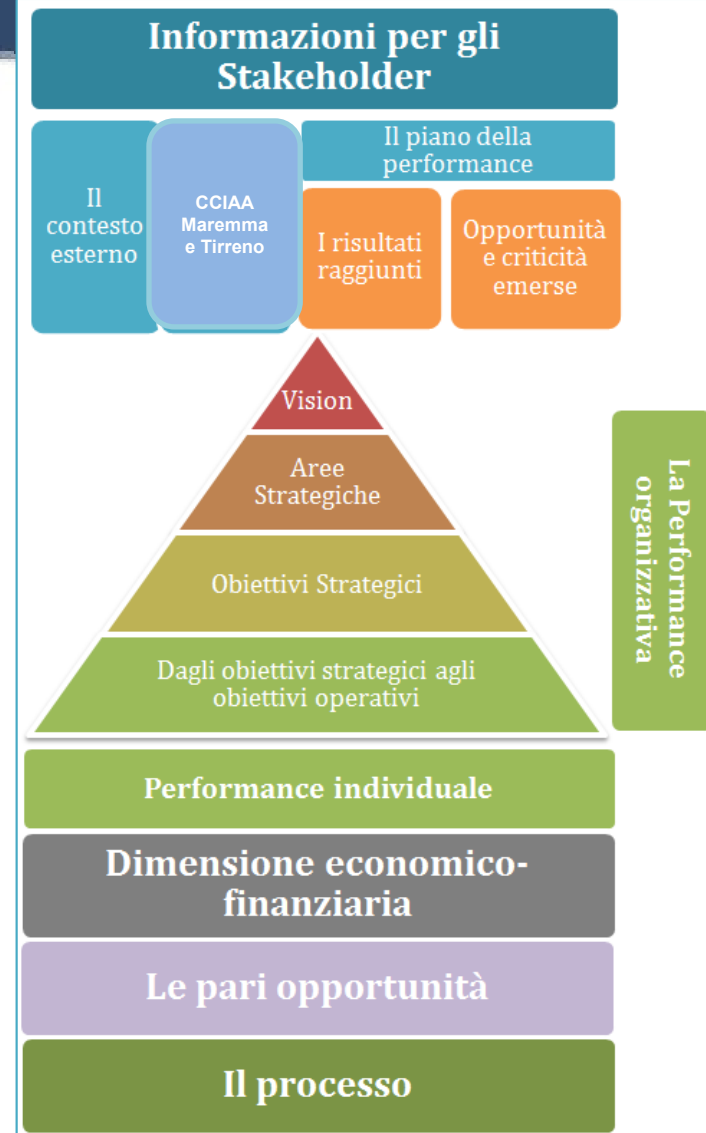 Informazioni per gli
Stakeholder
Il
contesto
esterno
CCIAA
Maremma
e Tirreno
Il piano della
performance
I risultati
raggiunti
Opportunità
e criticità
emerse
Vision
Aree
Strategiche
Obiettivi Strategici
Dagli obiettivi strategici agli
obiettivi operativi
La Performance
organizzativa
Performance individuale
Dimensione economico-
finanziaria
Le pari opportunità
Il processo